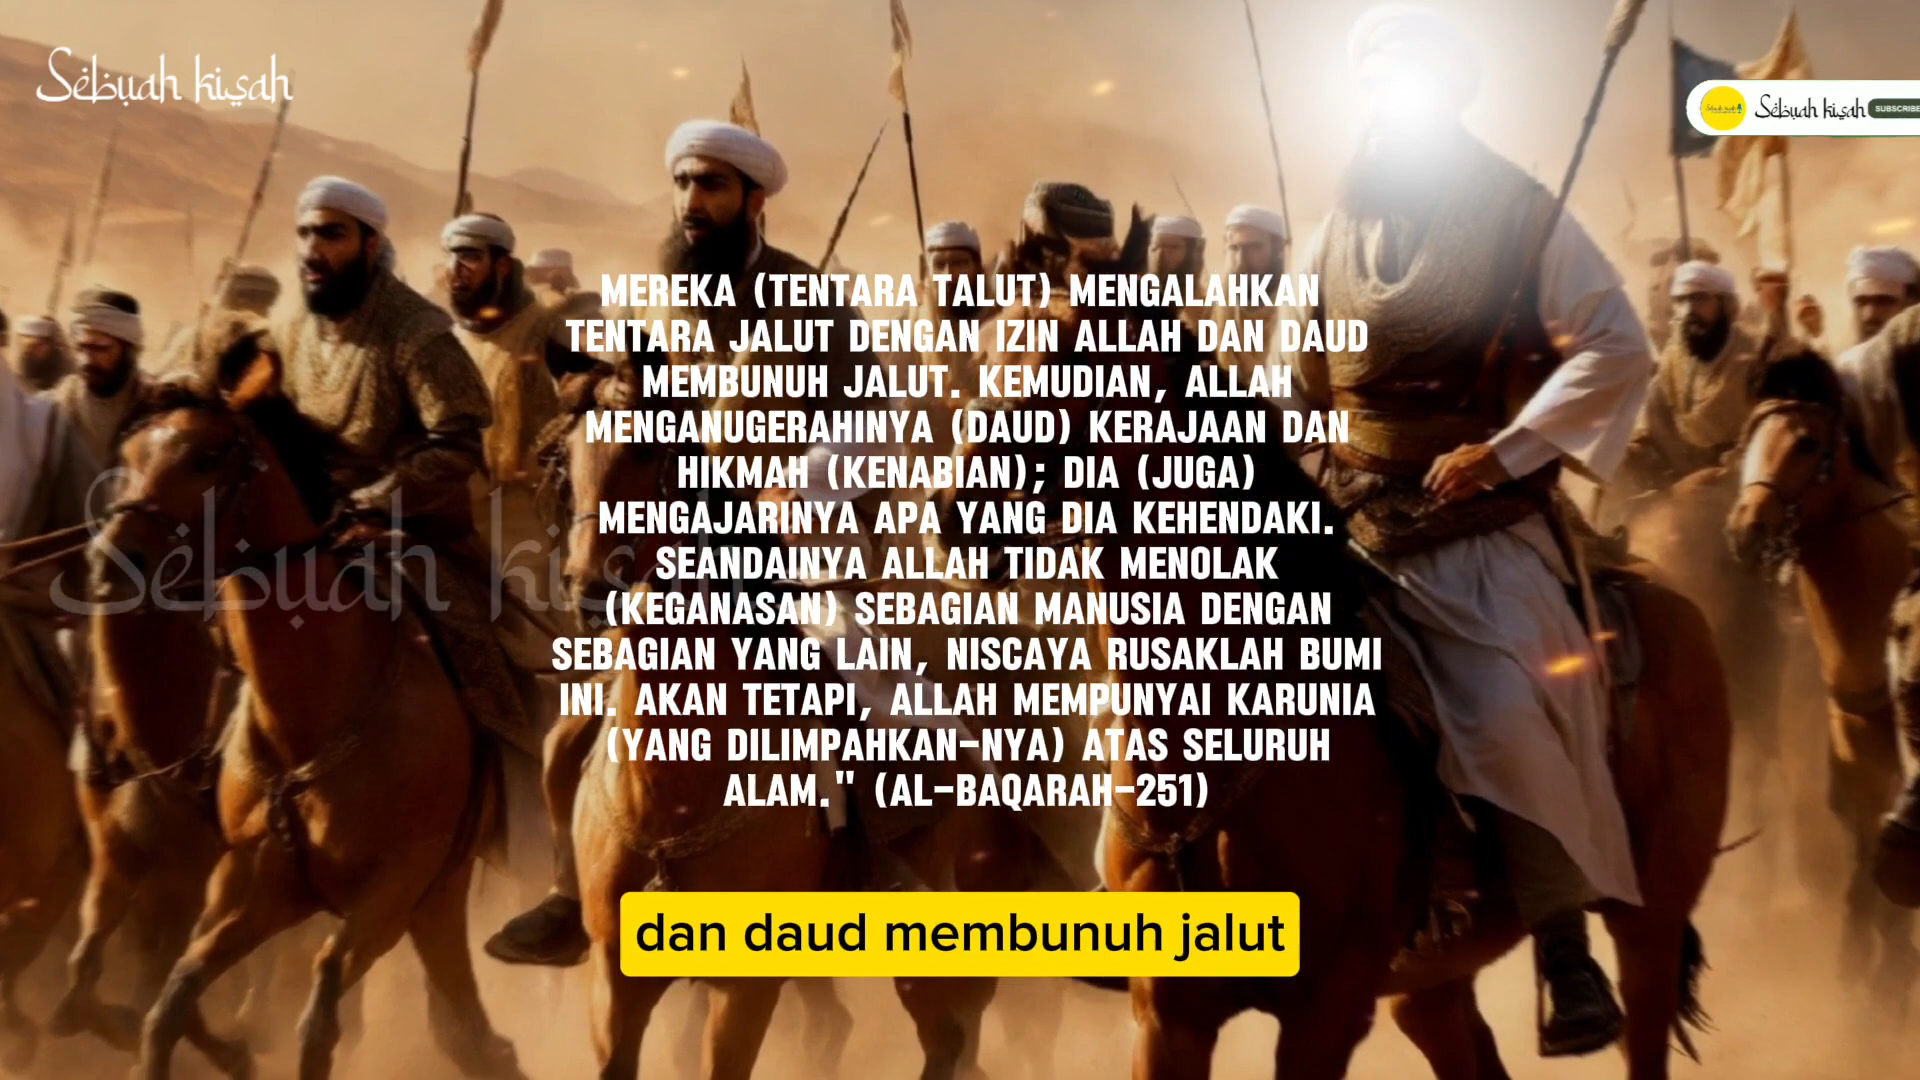 Sebuah kisah
Sebuah kisah SUBSCRIBE
MEREKA (TENTARA TALUT) MENGALAHKAN
TENTARA JALUT DENGAN IZIN ALLAH DAN DAUD
MEMBUNUH JALUT. KEMUDIAN, ALLAH
MENGANUGERAHINYA (DAUD) KERAJAAN DAN
HIKMAH (KENABIAN); DIA (JUGA)
MENGAJARINYA APA YANG DIA KEHENDAKI.
SEANDAINYA ALLAH TIDAK MENOLAK
(KEGANASAN) SEBAGIAN MANUSIA DENGAN
SEBAGIAN YANG LAIN, NISCAYA RUSAKLAH BUMI
INI. AKAN TETAPI, ALLAH MEMPUNYAI KARUNIA
(YANG DILIMPAHKAN-NYA) ATAS SELURUH
ALAM." (AL-BAQARAH-251)
Sebuah kisah
dan daud membunuh jalut